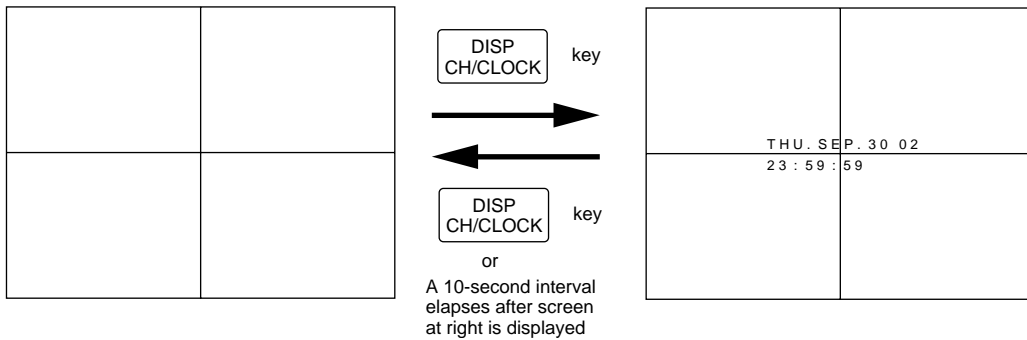 DISP
CH/CLOCK
key
THU. SEP. 30 02
23 : 59 : 59
DISP
CH/CLOCK
key
or
A 10-second interval
elapses after screen
at right is displayed